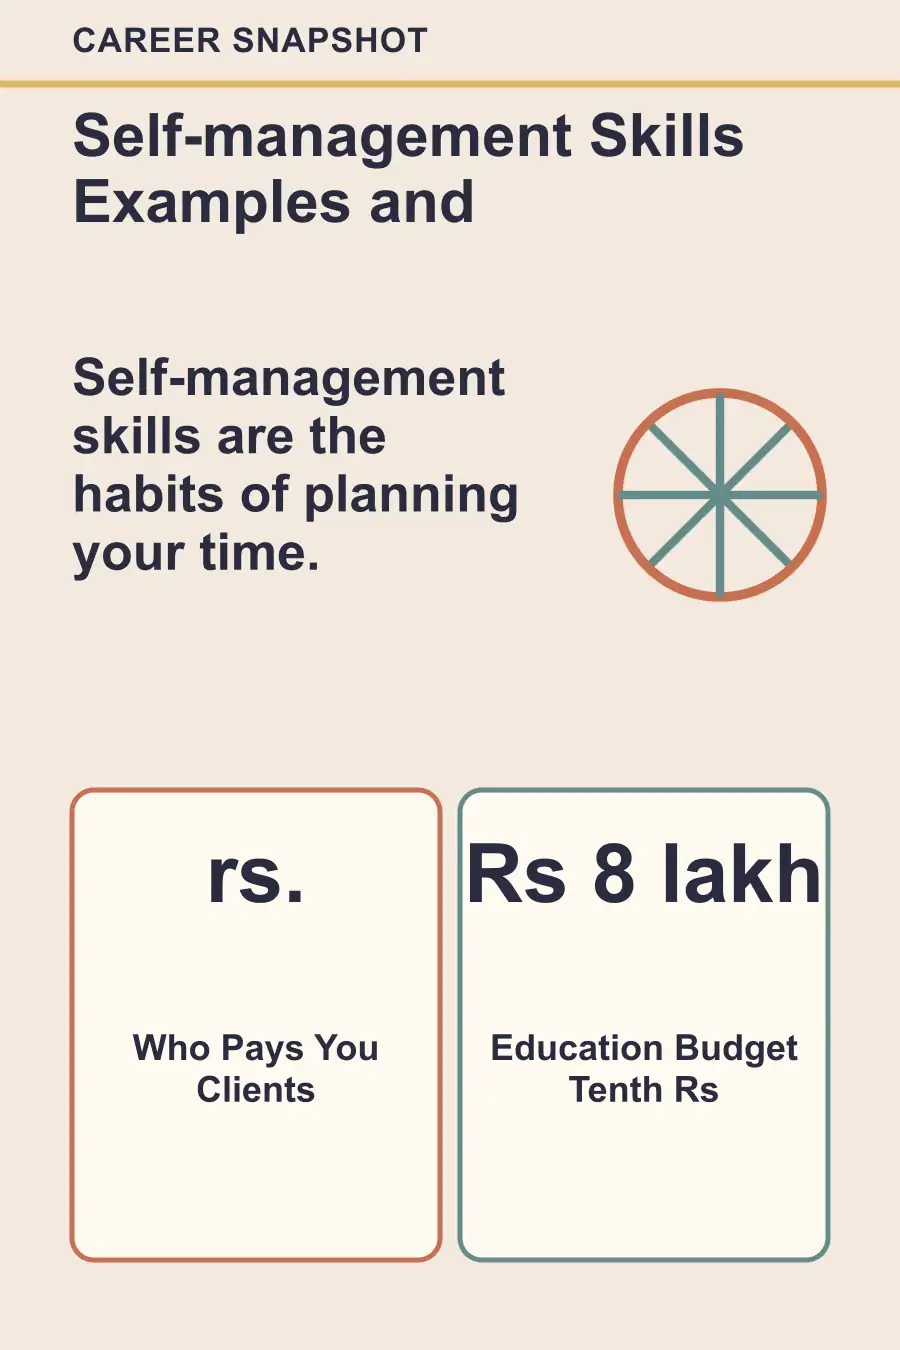 CAREER SNAPSHOT
Self-management Skills
Examples and
Self-management
skills are the
habits of planning
your time.
rs.
Who Pays You
Clients
Rs 8 lakh
Education Budget
Tenth Rs